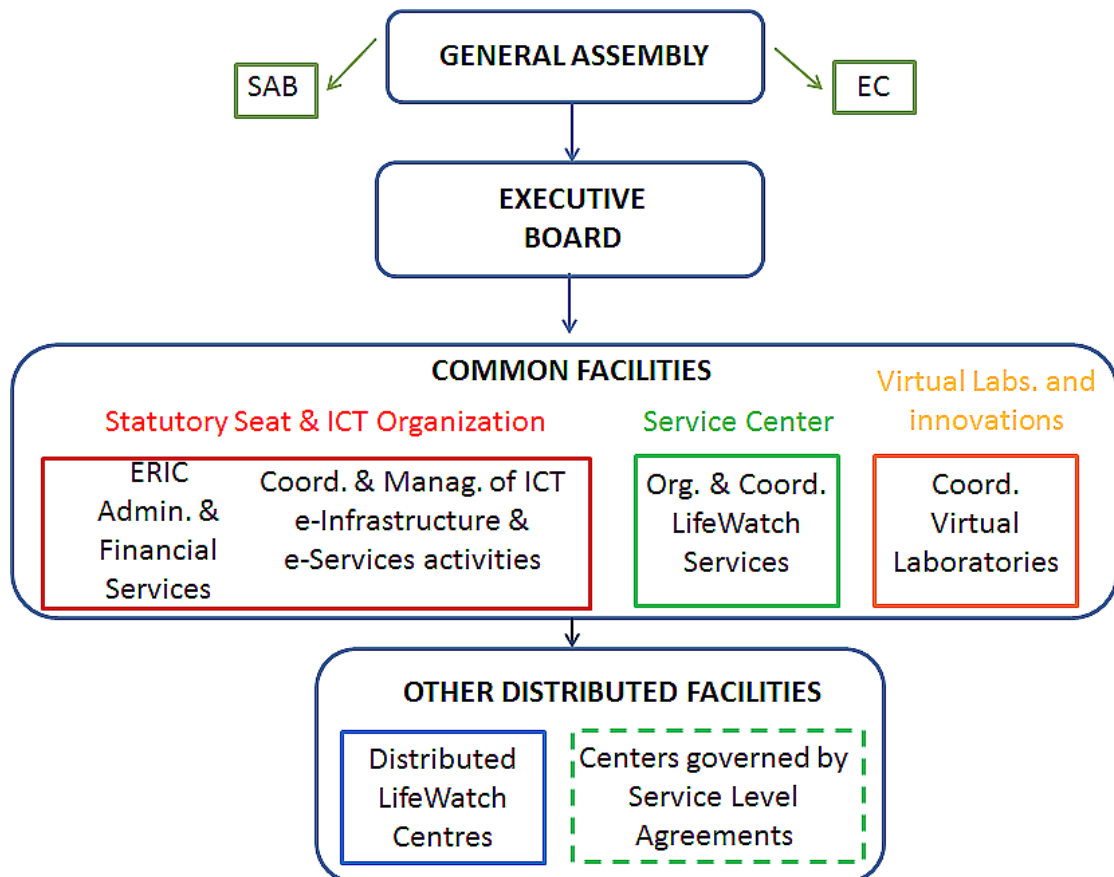 GENERAL ASSEMBLY
SAB
EC
EXECUTIVE
BOARD
COMMON FACILITIES
Statutory Seat & ICT Organization
Service Center
Virtual Labs. and
innovations
ERIC
Admin. &
Financial
Services
Coord. & Manag. of ICT
e-Infrastructure &
e-Services activities
Org. & Coord.
LifeWatch
Services
Coord.
Virtual
Laboratories
OTHER DISTRIBUTED FACILITIES
Distributed
LifeWatch
Centres
Centers governed by
Service Level
Agreements